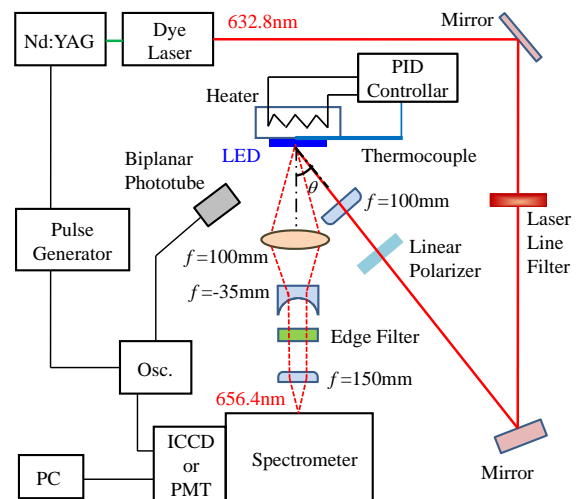 632.8nm
Mirror
Nd:YAG
Dye
Laser
PID
Controllar
Heater
LED
Thermocouple
Biplanar
Phototube
θ
f=100mm
Laser
Line
Filter
Pulse
Generator
Linear
Polarizer
f=100mm
f=-35mm
Edge Filter
Osc.
f=150mm
656.4nm
ICCD
or
PMT
Spectrometer
PC
Mirror